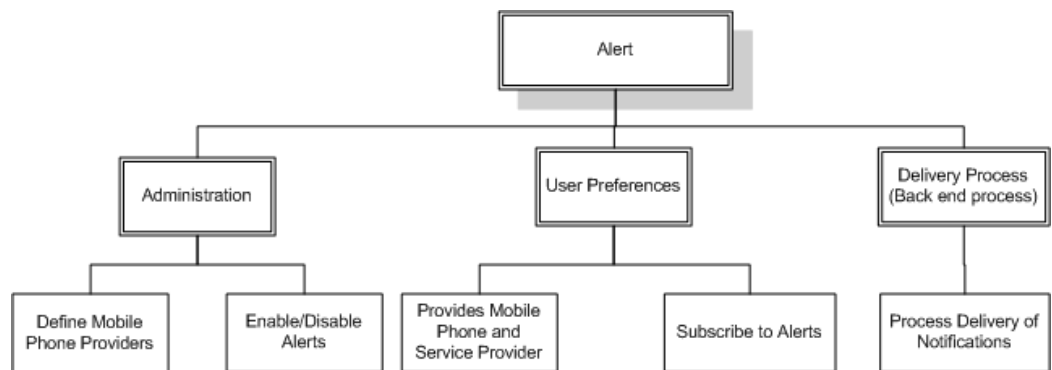 Alert
Administration
User Preferences
Delivery Process
(Back end process)
Define Mobile
Phone Providers
Enable/Disable
Alerts
Provides Mobile
Phone and
Service Provider
Subscribe to Alerts
Process Delivery of
Notifications